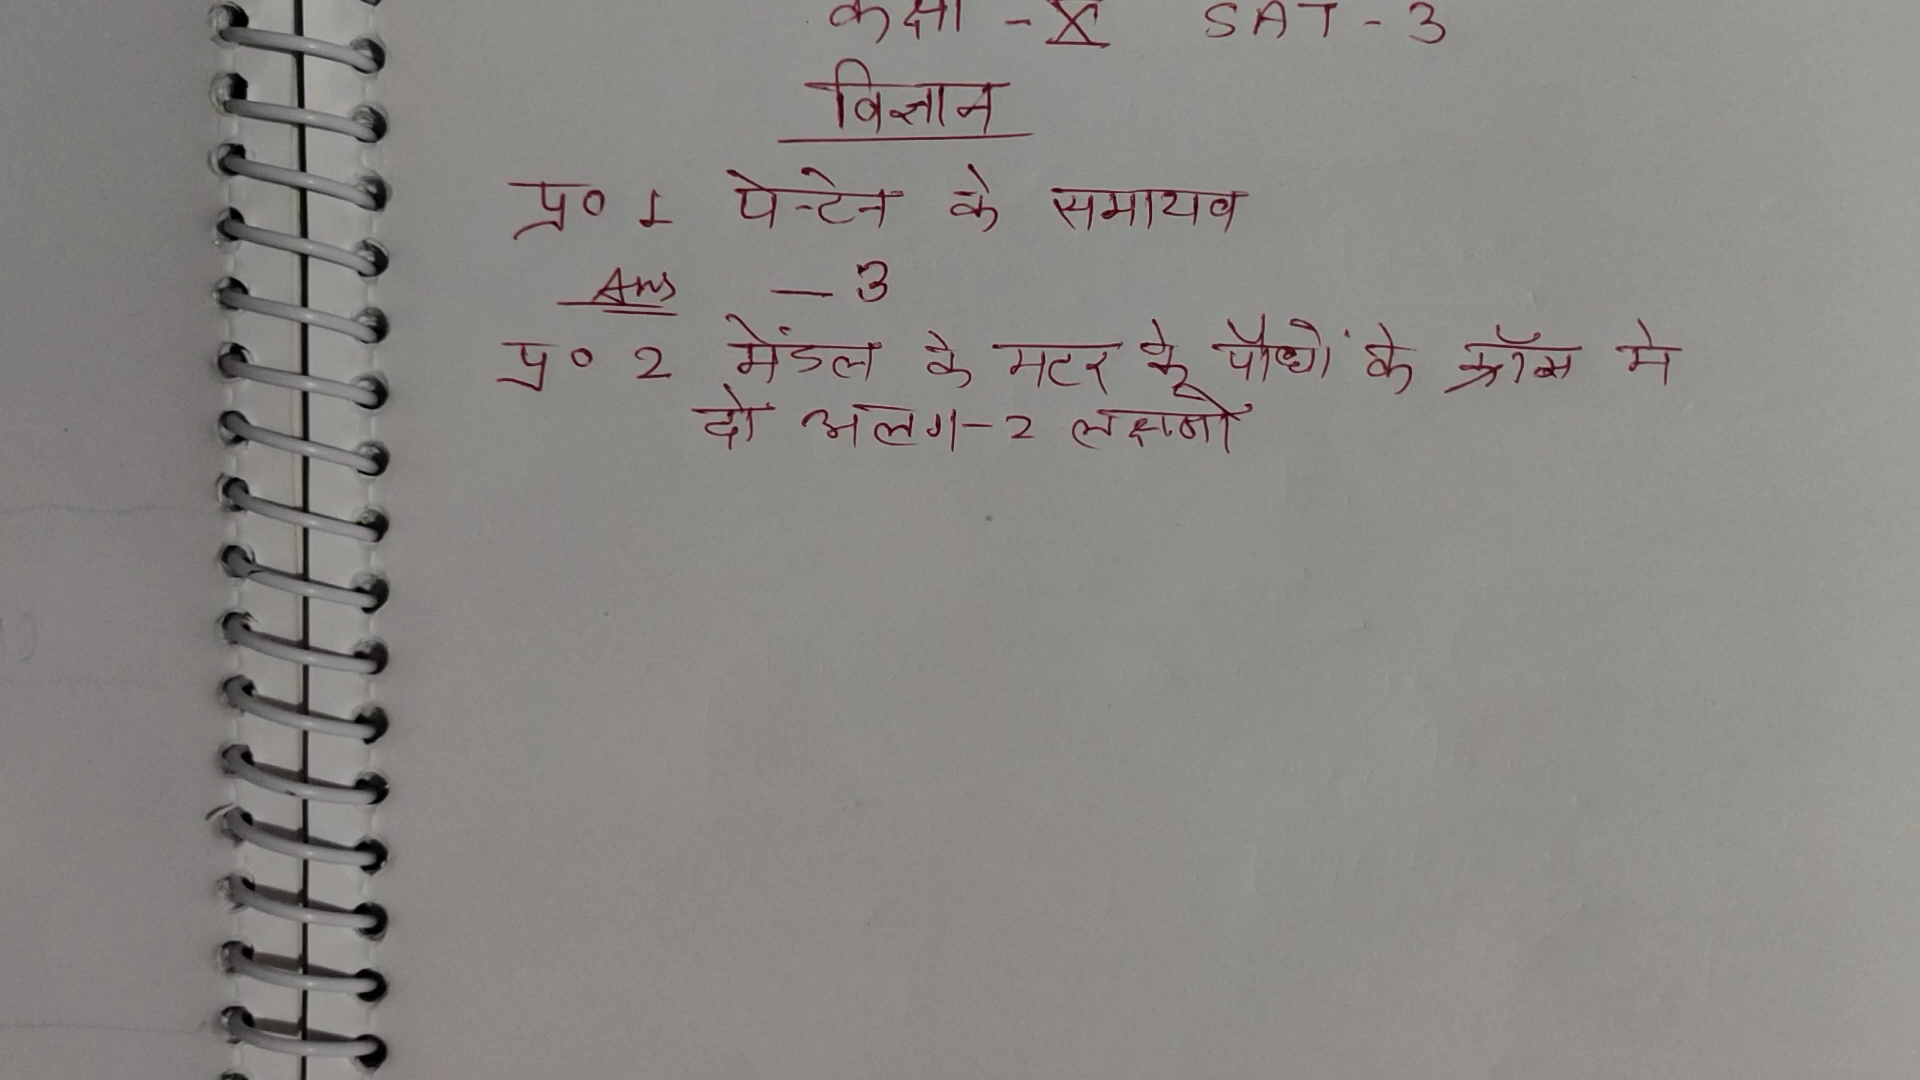 कक्षा - X SAT - 3
विज्ञान
प्र० 1 पेन्टेन के समायव
Ans — 3
प्र० 2 मेंडल के मटर के पौधों के क्रॉस मे
दो अलग-2 लक्षणो